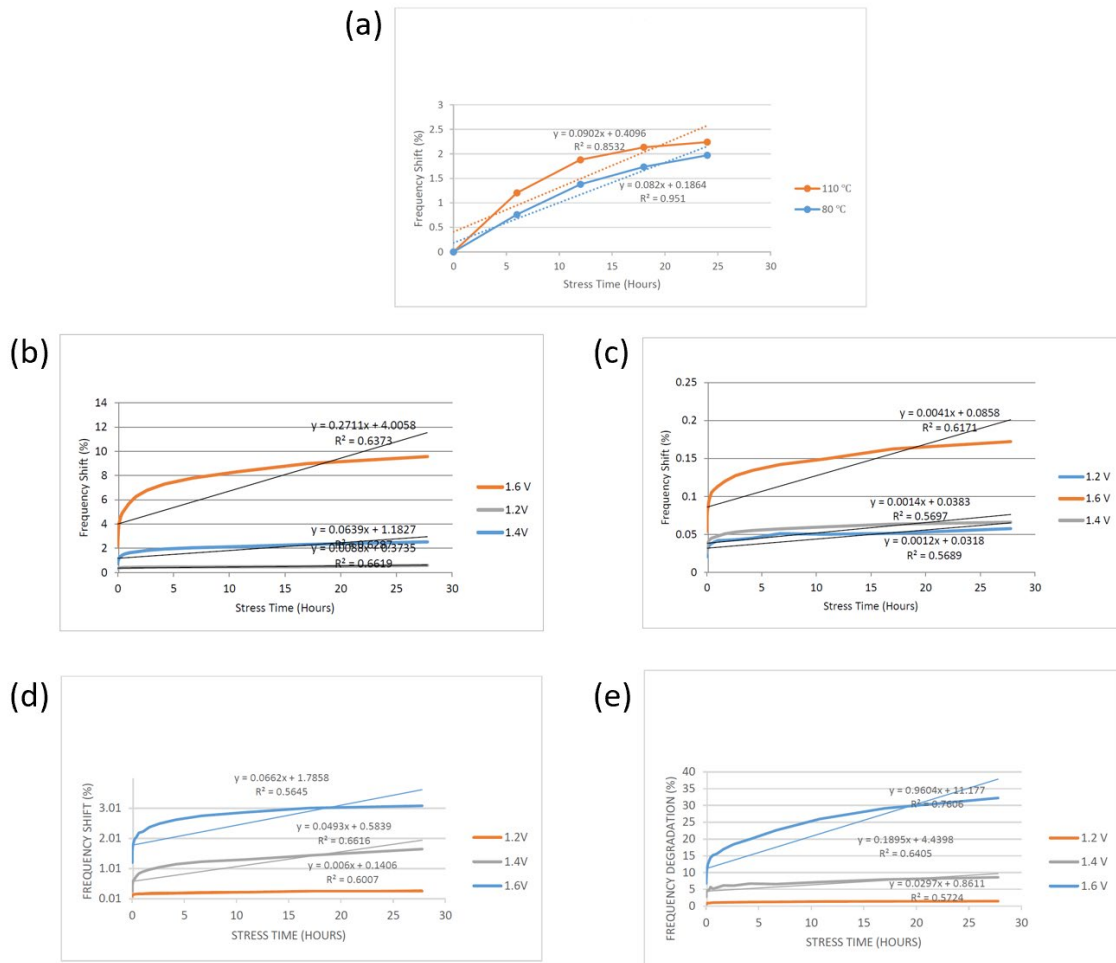 (a)
3
2.5
2
1.5
1
0.5
0
Frequency Shift (%)
y = 0.0902x + 0.4096
R² = 0.8532
y = 0.082x + 0.1864
R² = 0.951
0 5 10 15 20 25 30
Stress Time (Hours)
110 °C
80 °C
(b)
14
12
10
8
6
4
2
0
Frequency Shift (%)
y = 0.2711x + 4.0058
R² = 0.6373
y = 0.0639x + 1.1827
y = 0.0088x + 0.3735
R² = 0.6619
0 5 10 15 20 25 30
Stress Time (Hours)
1.6 V
1.2V
1.4V
(c)
0.25
0.2
0.15
0.1
0.05
0
Frequency Shift (%)
y = 0.0041x + 0.0858
R² = 0.6171
y = 0.0014x + 0.0383
R² = 0.5697
y = 0.0012x + 0.0318
R² = 0.5689
0 5 10 15 20 25 30
Stress Time (Hours)
1.2 V
1.6 V
1.4 V
(d)
3.01
2.01
1.01
0.01
FREQUENCY SHIFT (%)
y = 0.0662x + 1.7858
R² = 0.5645
y = 0.0493x + 0.5839
R² = 0.6616
y = 0.006x + 0.1406
R² = 0.6007
0 5 10 15 20 25 30
STRESS TIME (HOURS)
1.2V
1.4V
1.6V
(e)
40
35
30
25
20
15
10
5
0
FREQUENCY DEGRADATION (%)
y = 0.9604x + 11.177
R² = 0.7606
y = 0.1895x + 4.4398
R² = 0.6405
y = 0.0297x + 0.8611
R² = 0.5724
0 5 10 15 20 25 30
STRESS TIME (HOURS)
1.2 V
1.4 V
1.6 V